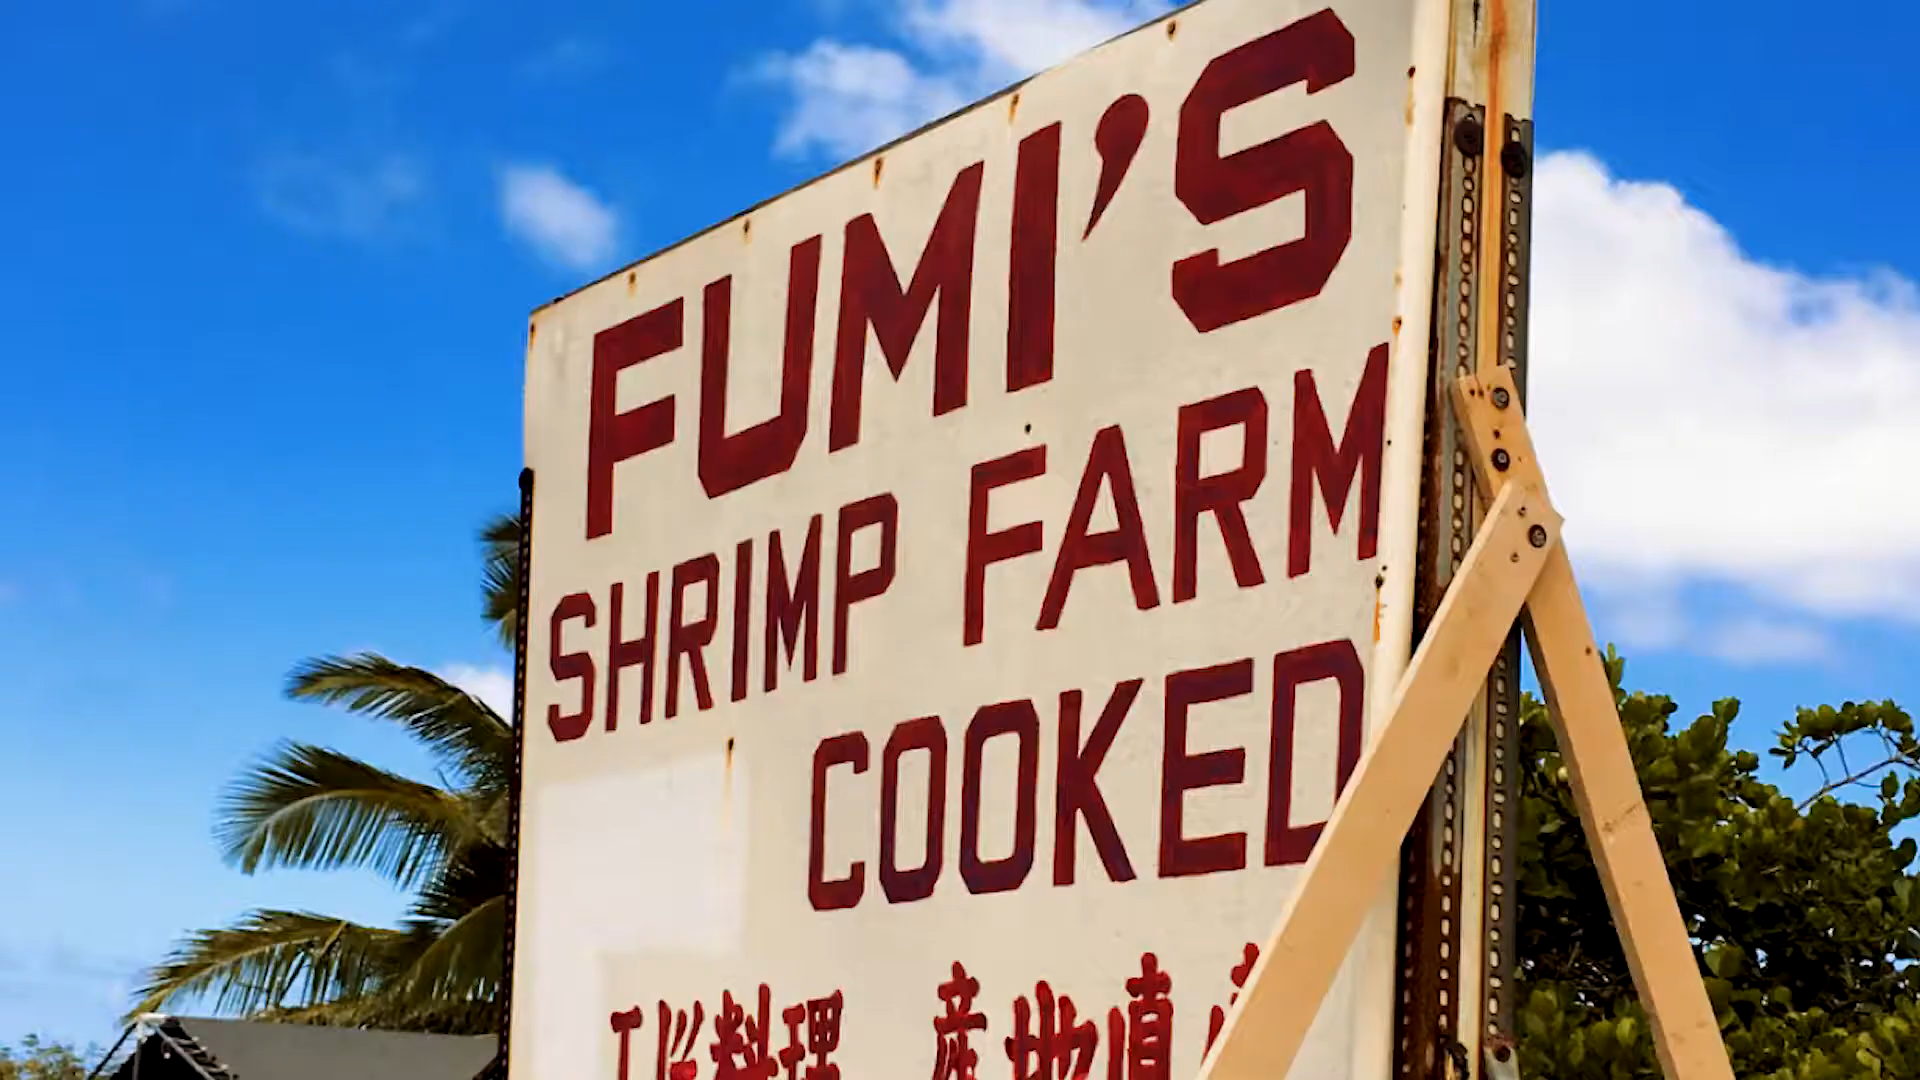 FUMI'S
SHRIMP FARM
COOKED
料理 産地直